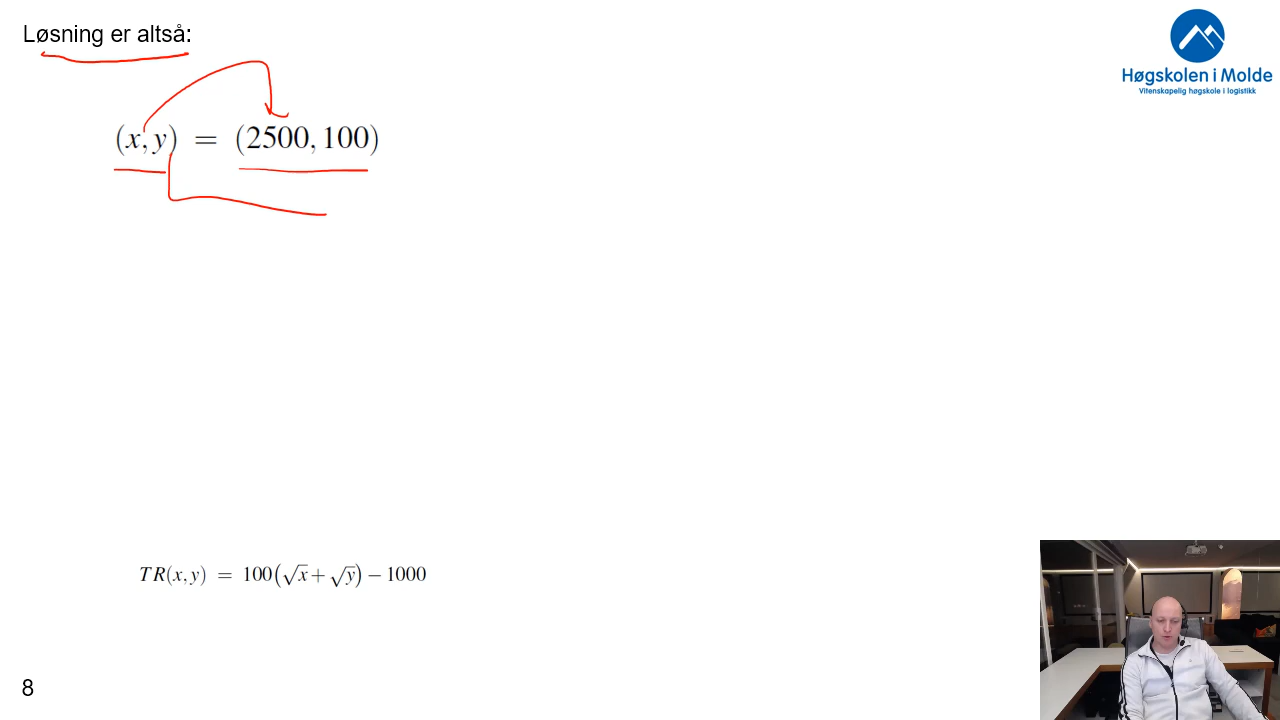 Løsning er altså:
Høgskolen i Molde
Vitenskapelig høgskole i logistikk
(x, y) = (2500, 100)
TR(x, y) = 100(√x + √y) − 1000
8